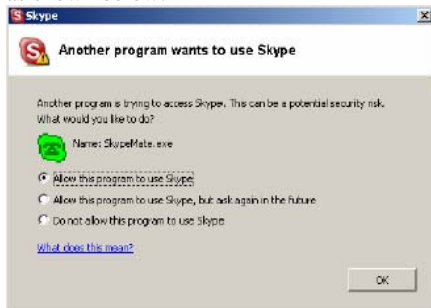 Skype
Another program wants to use Skype
Another program is trying to access Skype. This can be a potential security risk.
What would you like to do?
Name: SkypeMate.exe
Allow this program to use Skype
Allow this program to use Skype, but ask again in the future
Do not allow this program to use Skype
What does this mean?
OK